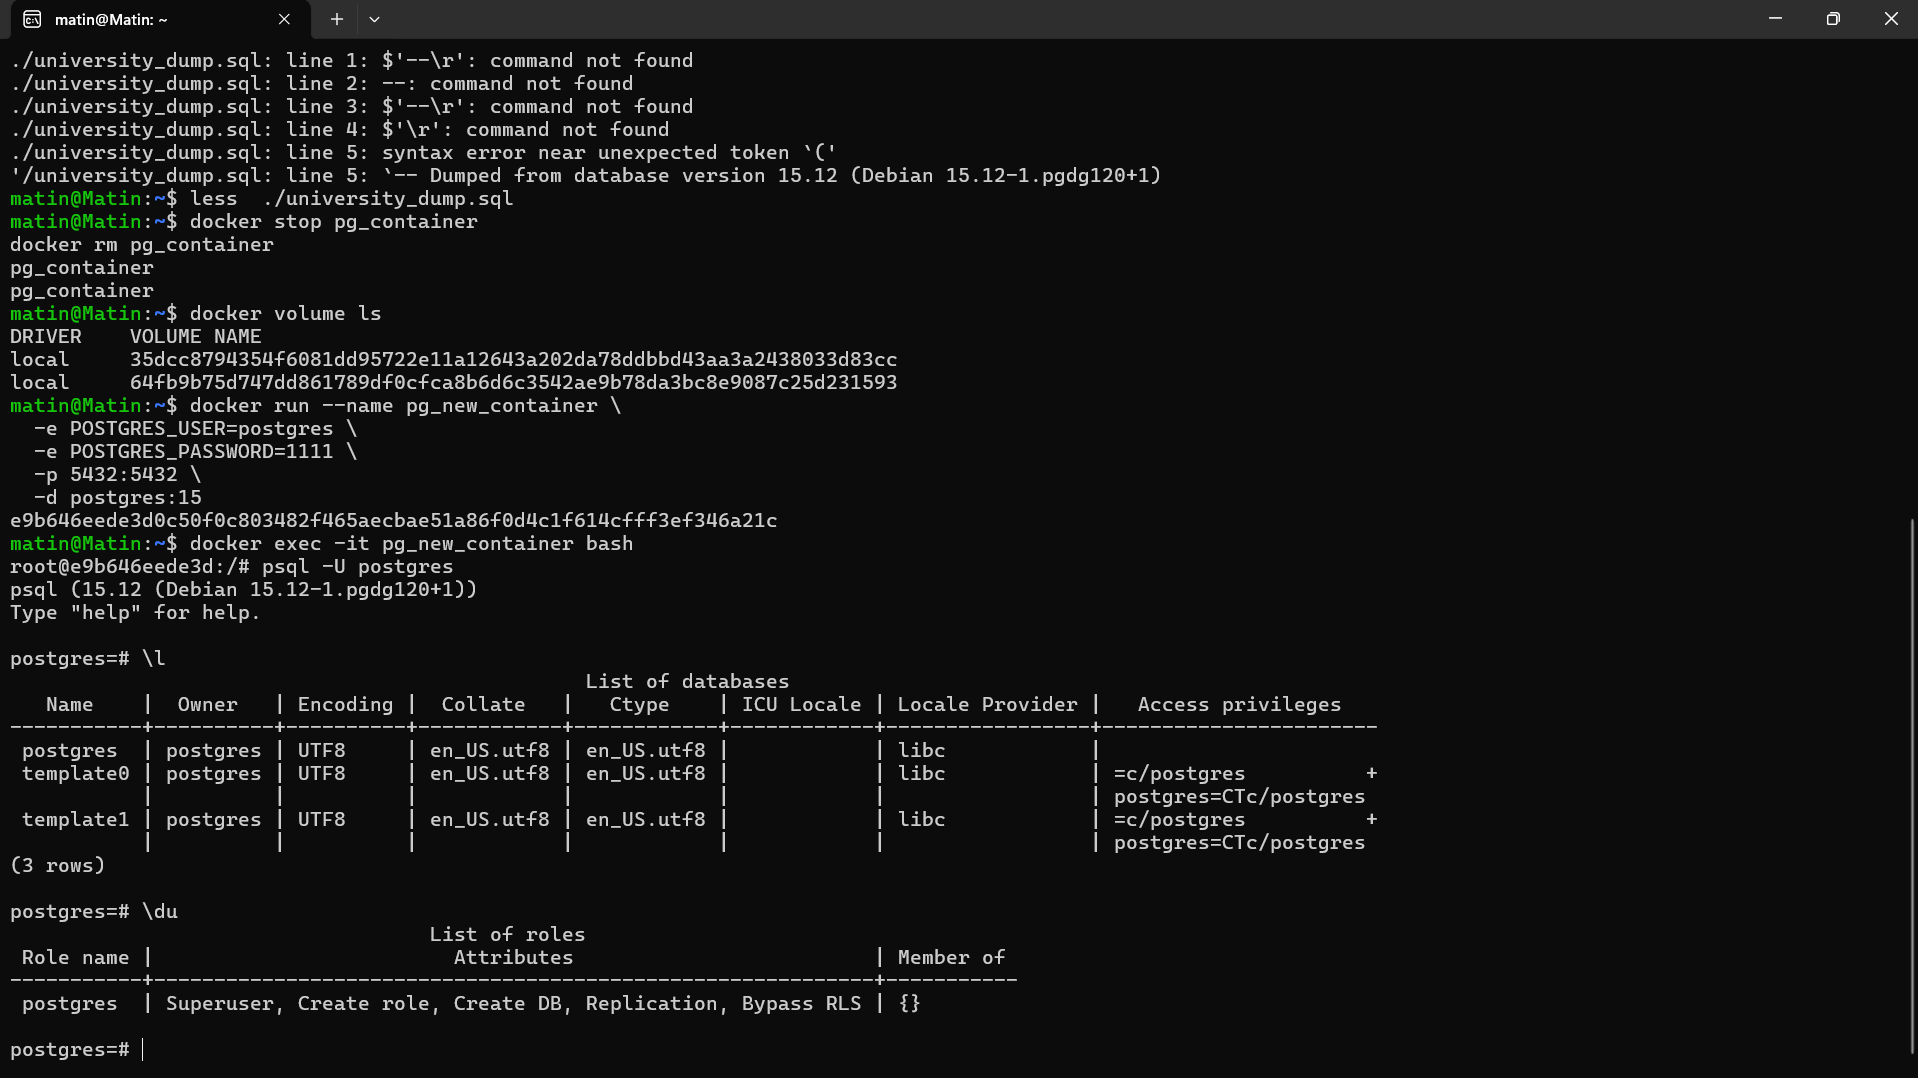 matin@Matin: ~
./university_dump.sql: line 1: $'--\r': command not found
./university_dump.sql: line 2: --: command not found
./university_dump.sql: line 3: $'--\r': command not found
./university_dump.sql: line 4: $'\r': command not found
./university_dump.sql: line 5: syntax error near unexpected token `('
'/university_dump.sql: line 5: `-- Dumped from database version 15.12 (Debian 15.12-1.pgdg120+1)
matin@Matin:~$ less  ./university_dump.sql
matin@Matin:~$ docker stop pg_container
docker rm pg_container
pg_container
pg_container
matin@Matin:~$ docker volume ls
DRIVER    VOLUME NAME
local     35dcc8794354f6081dd95722e11a12643a202da78ddbbd43aa3a2438033d83cc
local     64fb9b75d747dd861789df0cfca8b6d6c3542ae9b78da3bc8e9087c25d231593
matin@Matin:~$ docker run --name pg_new_container \
  -e POSTGRES_USER=postgres \
  -e POSTGRES_PASSWORD=1111 \
  -p 5432:5432 \
  -d postgres:15
e9b646eede3d0c50f0c803482f465aecbae51a86f0d4c1f614cfff3ef346a21c
matin@Matin:~$ docker exec -it pg_new_container bash
root@e9b646eede3d:/# psql -U postgres
psql (15.12 (Debian 15.12-1.pgdg120+1))
Type "help" for help.
postgres=# \l
                                                List of databases
   Name    |  Owner   | Encoding |  Collate   |   Ctype    | ICU Locale | Locale Provider |   Access privileges
-----------+----------+----------+------------+------------+------------+-----------------+-----------------------
 postgres  | postgres | UTF8     | en_US.utf8 | en_US.utf8 |            | libc            |
 template0 | postgres | UTF8     | en_US.utf8 | en_US.utf8 |            | libc            | =c/postgres          +
           |          |          |            |            |            |                 | postgres=CTc/postgres
 template1 | postgres | UTF8     | en_US.utf8 | en_US.utf8 |            | libc            | =c/postgres          +
           |          |          |            |            |            |                 | postgres=CTc/postgres
(3 rows)
postgres=# \du
                                   List of roles
 Role name |                         Attributes                         | Member of
-----------+------------------------------------------------------------+-----------
 postgres  | Superuser, Create role, Create DB, Replication, Bypass RLS | {}
postgres=#